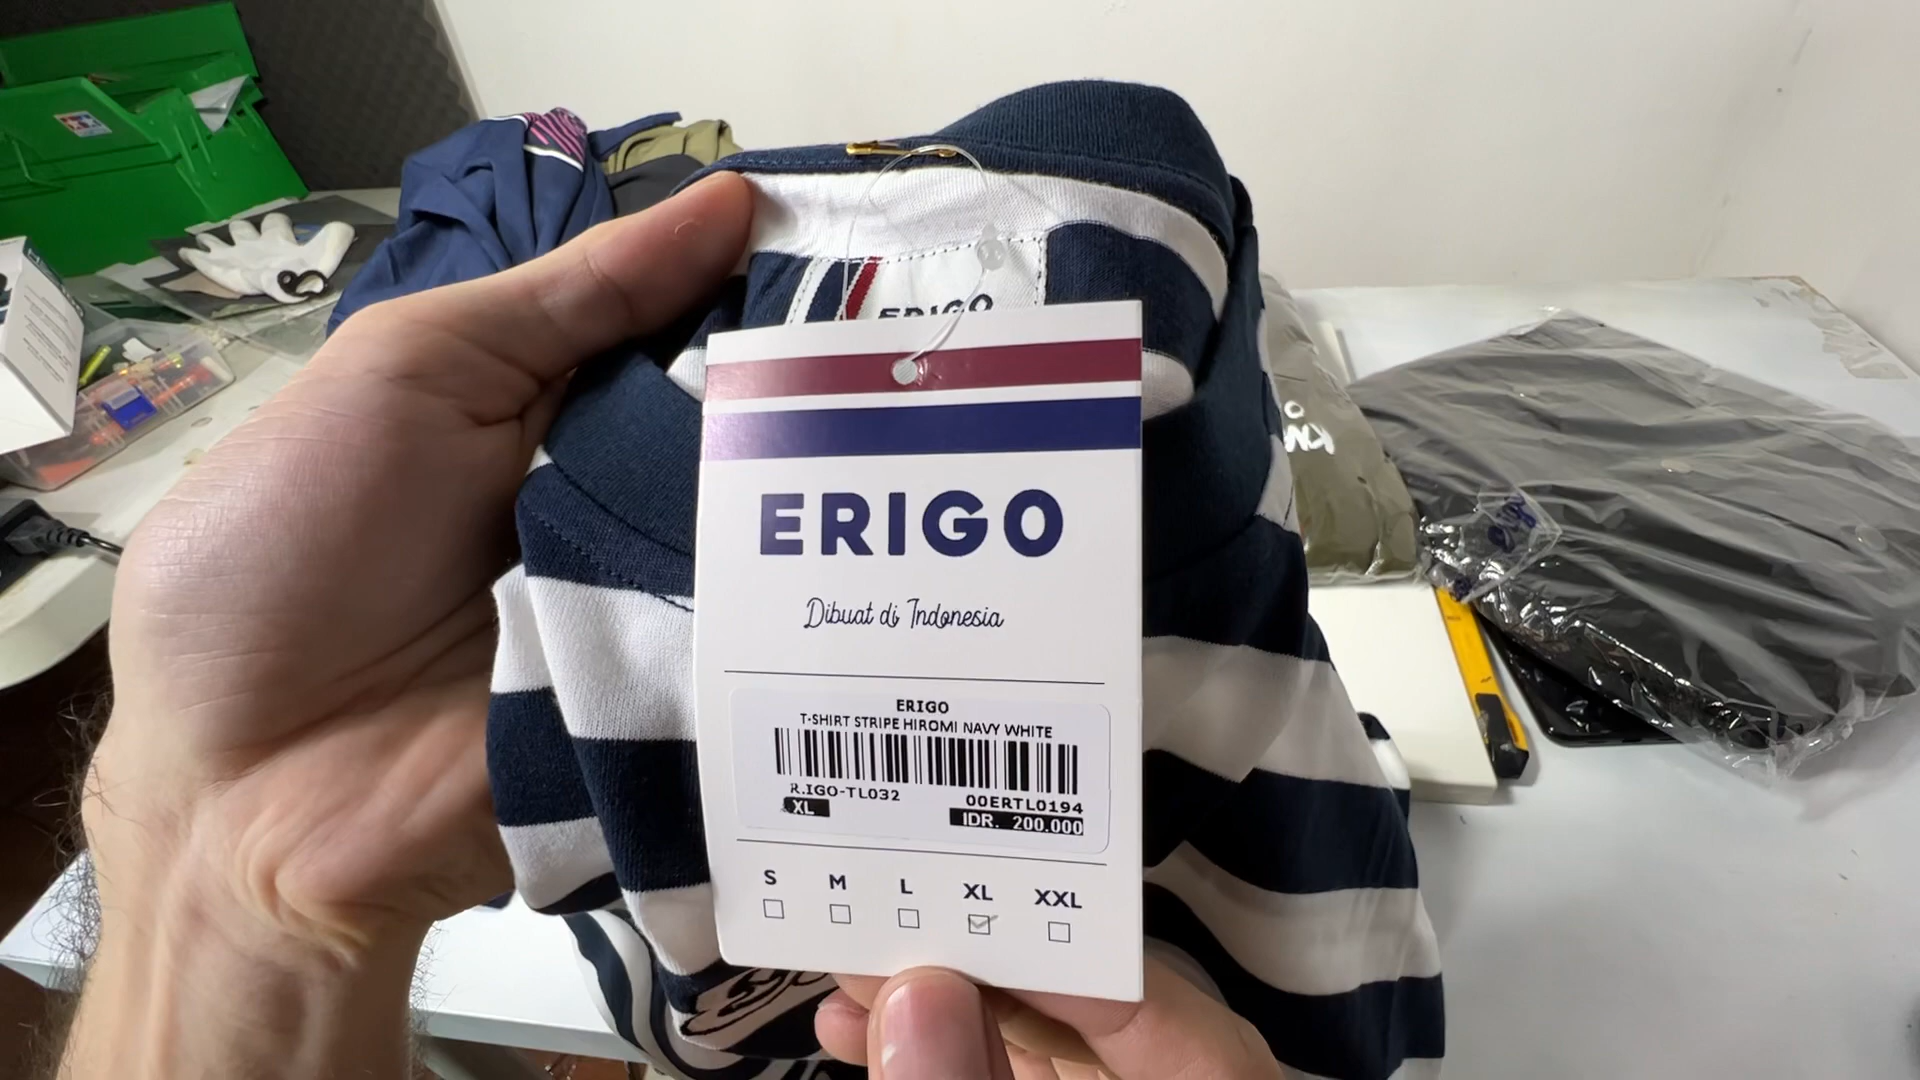 ERIGO
ERIGO
Dibuat di Indonesia
ERIGO
T-SHIRT STRIPE HIROMI NAVY WHITE
R.IGO-TL032
00ERTL0194
XL
IDR. 200.000
S
M
L
XL
XXL